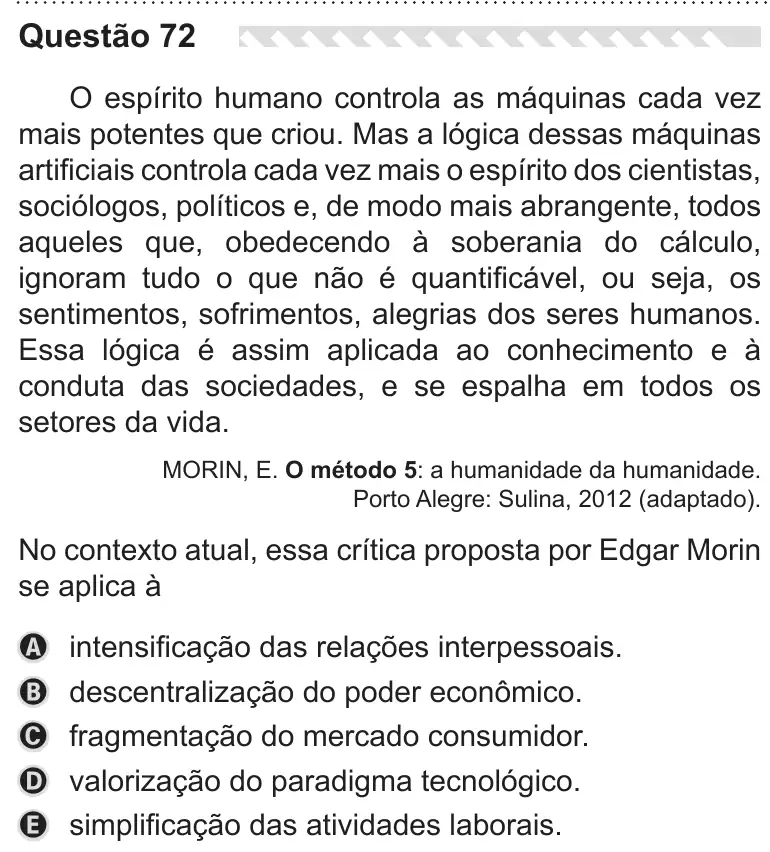 Questão 72
O espírito humano controla as máquinas cada vez
mais potentes que criou. Mas a lógica dessas máquinas
artificiais controla cada vez mais o espírito dos cientistas,
sociólogos, políticos e, de modo mais abrangente, todos
aqueles que, obedecendo à soberania do cálculo,
ignoram tudo o que não é quantificável, ou seja, os
sentimentos, sofrimentos, alegrias dos seres humanos.
Essa lógica é assim aplicada ao conhecimento e à
conduta das sociedades, e se espalha em todos os
setores da vida.
MORIN, E. O método 5: a humanidade da humanidade.
Porto Alegre: Sulina, 2012 (adaptado).
No contexto atual, essa crítica proposta por Edgar Morin
se aplica à
A intensificação das relações interpessoais.
B descentralização do poder econômico.
C fragmentação do mercado consumidor.
D valorização do paradigma tecnológico.
E simplificação das atividades laborais.